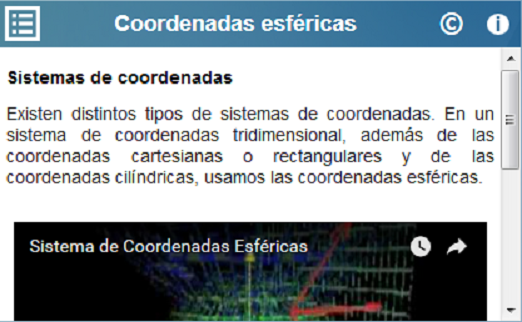 Coordenadas esféricas
©
i
Sistemas de coordenadas
Existen distintos tipos de sistemas de coordenadas. En un
sistema de coordenadas tridimensional, además de las
coordenadas cartesianas o rectangulares y de las
coordenadas cilíndricas, usamos las coordenadas esféricas.
Sistema de Coordenadas Esféricas